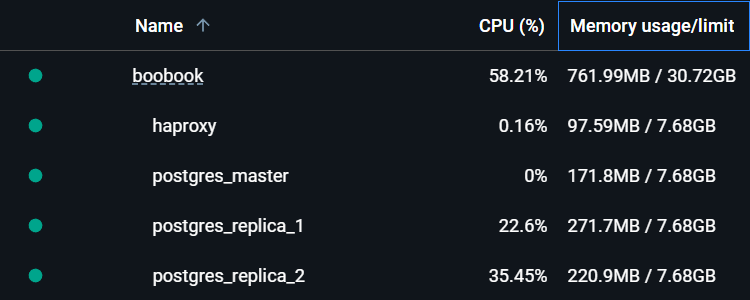 Name ↑ CPU (%) Memory usage/limit
boobook 58.21% 761.99MB / 30.72GB
haproxy 0.16% 97.59MB / 7.68GB
postgres_master 0% 171.8MB / 7.68GB
postgres_replica_1 22.6% 271.7MB / 7.68GB
postgres_replica_2 35.45% 220.9MB / 7.68GB